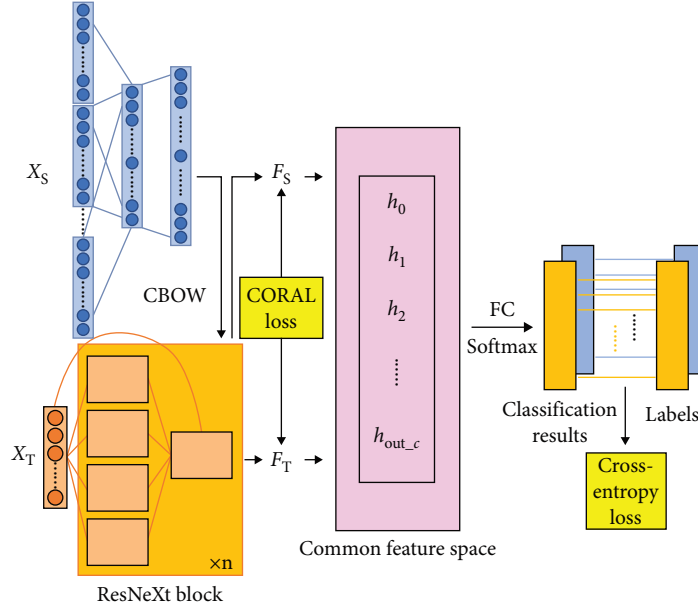 X_S
F_S
h_0
h_1
CBOW
CORAL
loss
h_2
FC
Softmax
Classification
results
Labels
X_T
F_T
h_out_c
Cross-
entropy
loss
×n
Common feature space
ResNeXt block